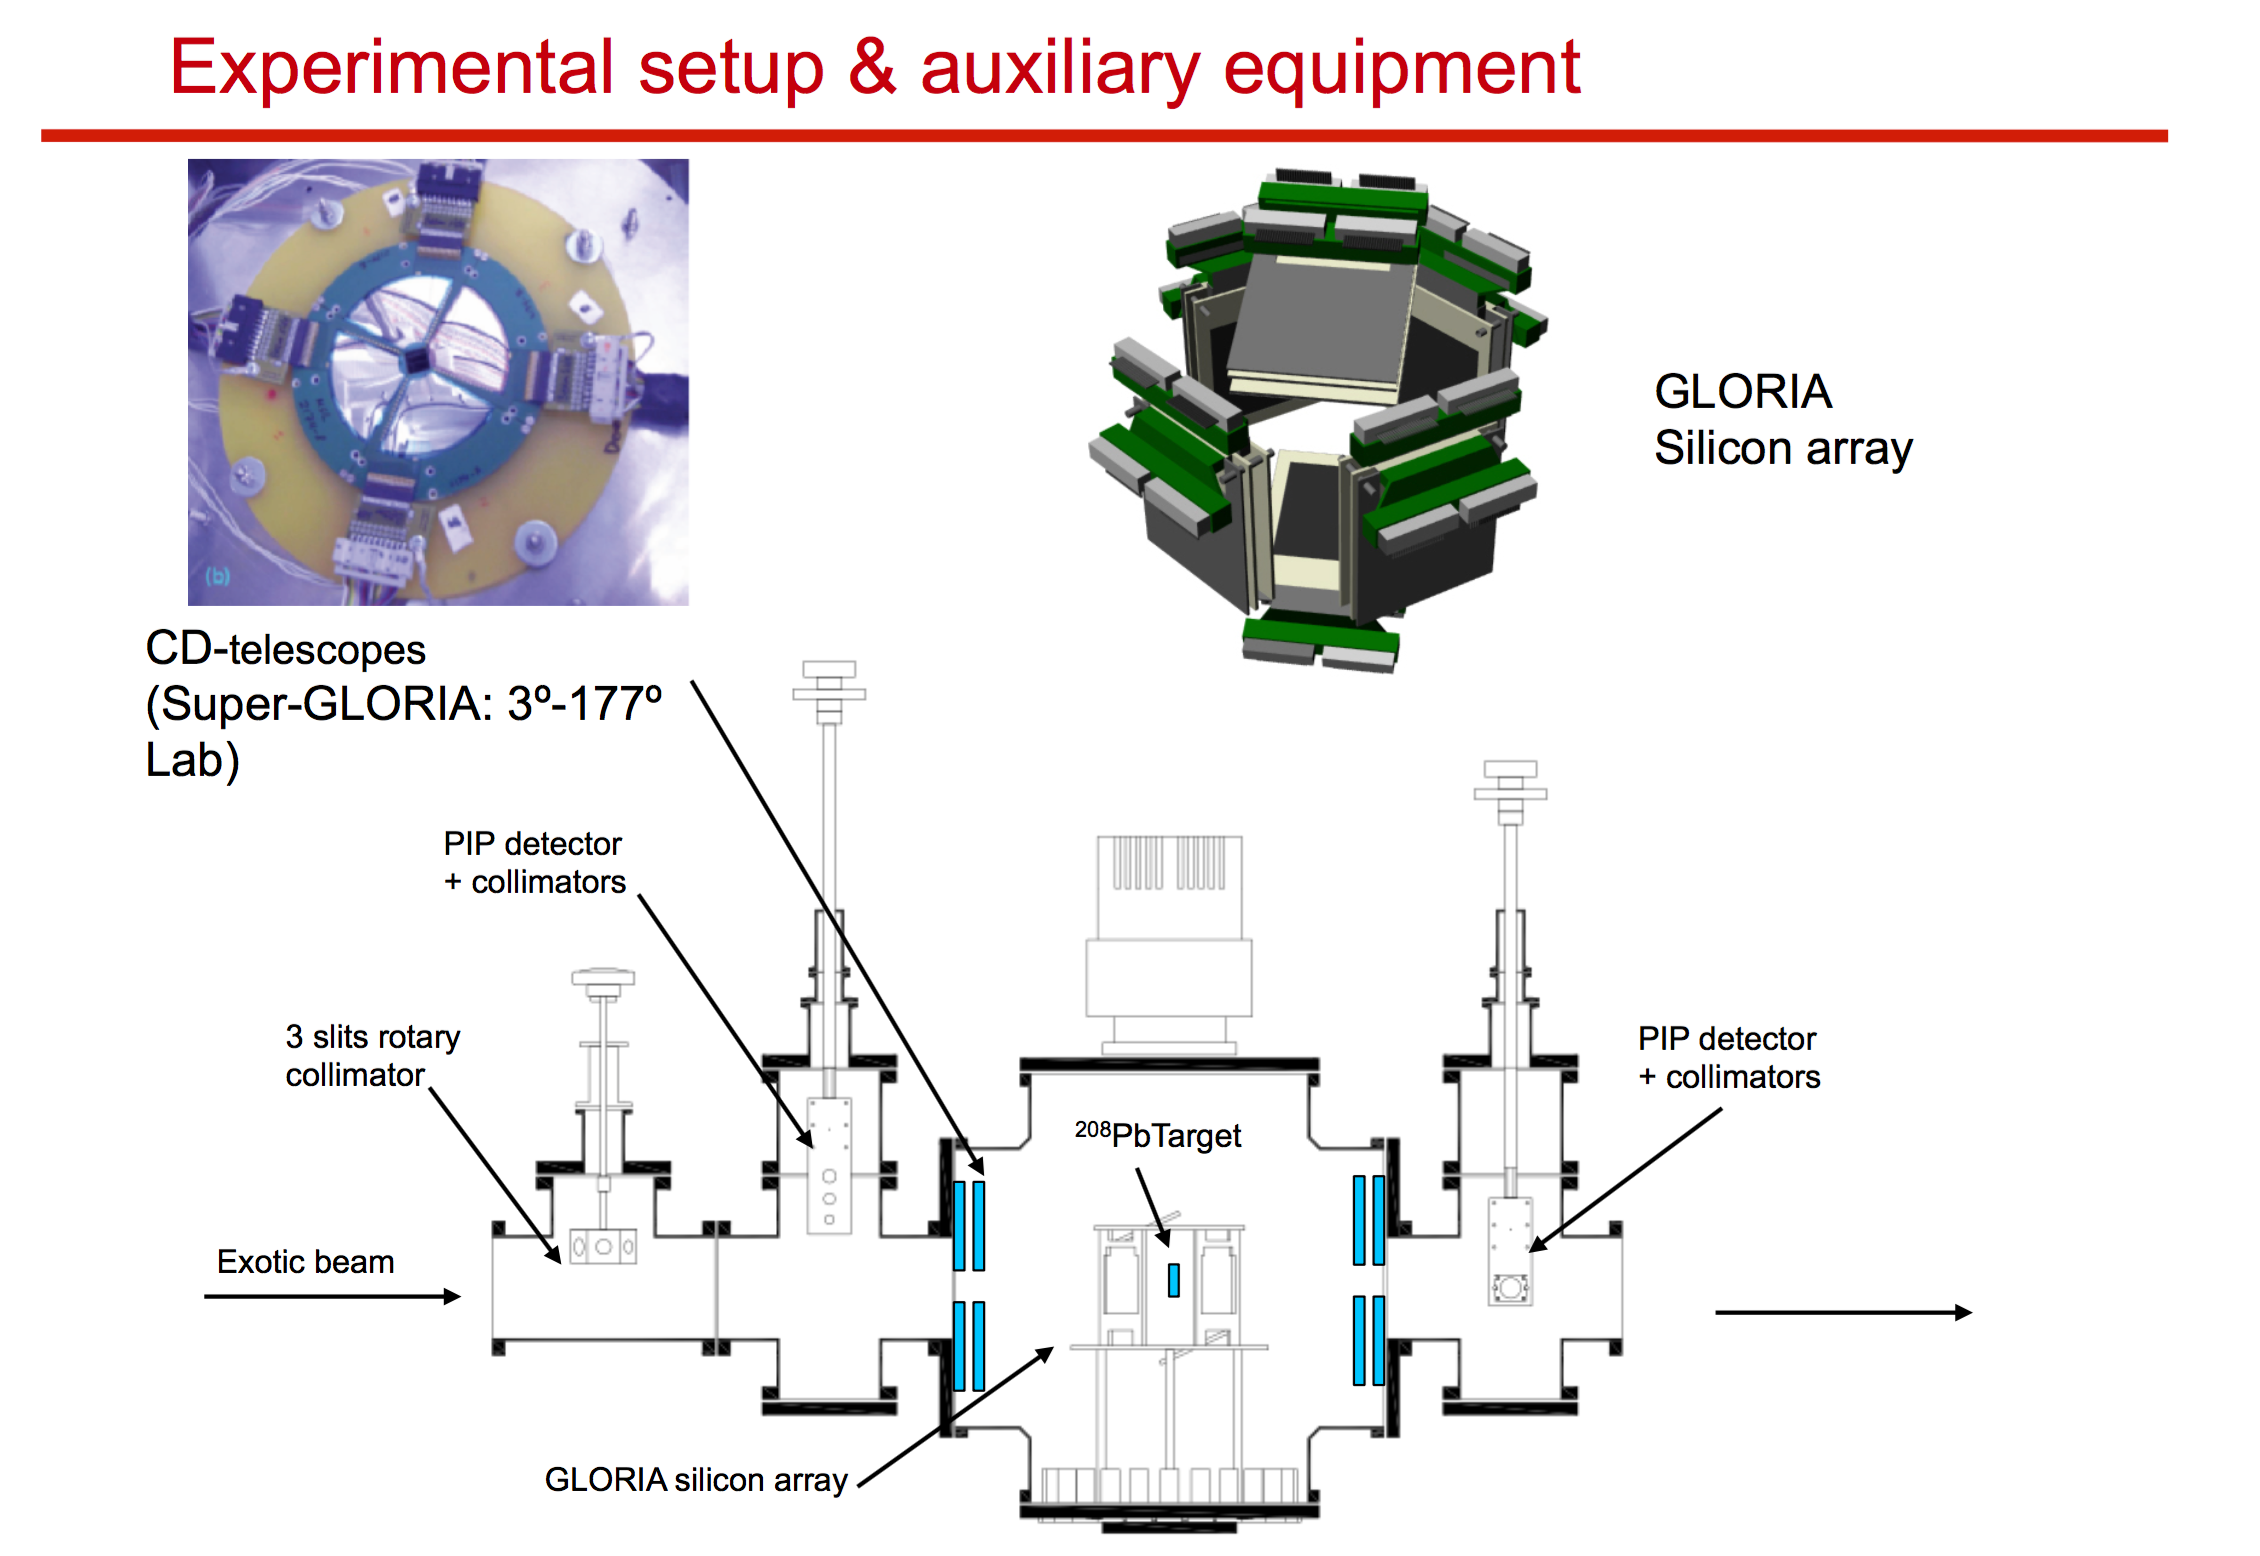 Experimental setup & auxiliary equipment
(b)
GLORIA
Silicon array
CD-telescopes
(Super-GLORIA: 3º-177º
Lab)
PIP detector
+ collimators
3 slits rotary
collimator
PIP detector
+ collimators
²⁰⁸PbTarget
Exotic beam
GLORIA silicon array